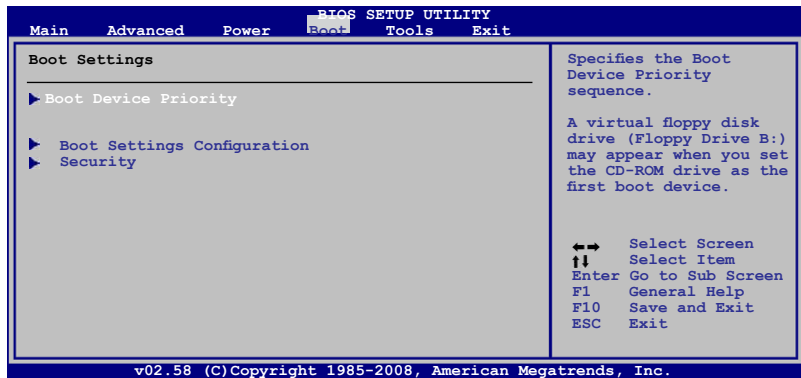 BIOS SETUP UTILITY
Main Advanced Power Boot Tools Exit
Boot Settings
Boot Device Priority
Boot Settings Configuration
Security
Specifies the Boot
Device Priority
sequence.
A virtual floppy disk
drive (Floppy Drive B:)
may appear when you set
the CD-ROM drive as the
first boot device.
←→ Select Screen
↑↓ Select Item
Enter Go to Sub Screen
F1 General Help
F10 Save and Exit
ESC Exit
v02.58 (C)Copyright 1985-2008, American Megatrends, Inc.